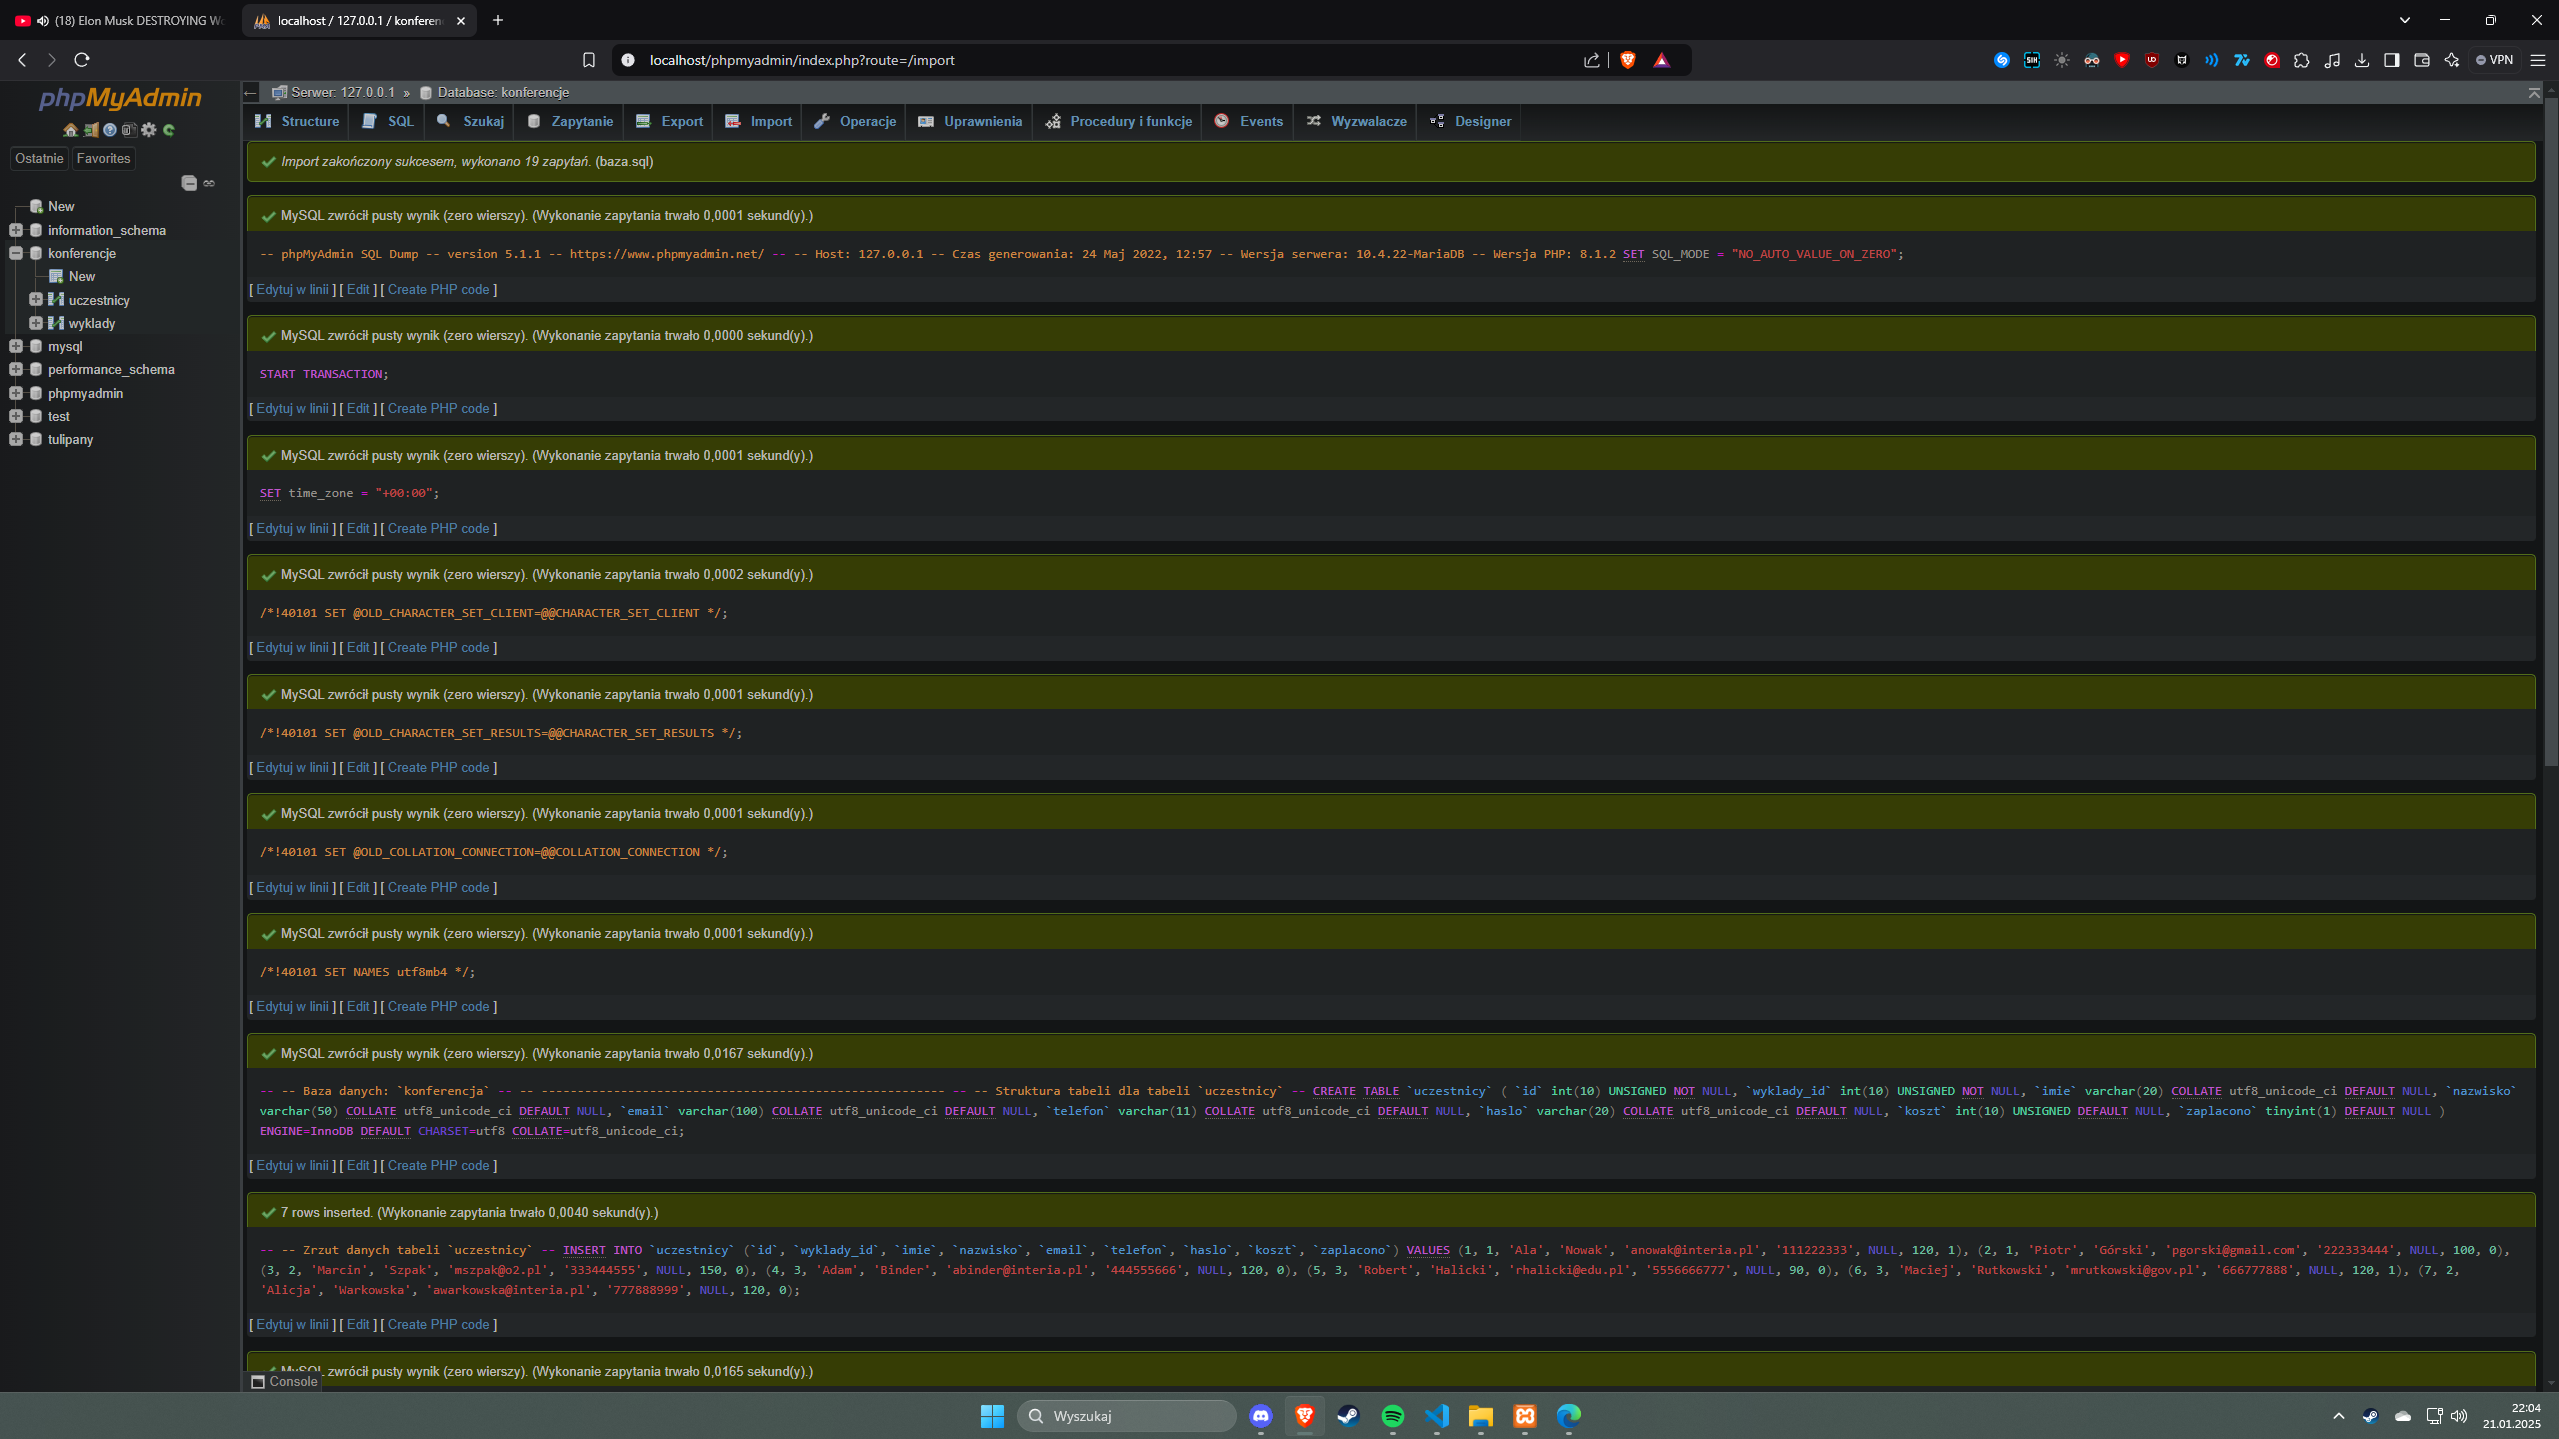 (18) Elon Musk DESTROYING
localhost / 127.0.0.1 / konferen
localhost/phpmyadmin/index.php?route=/import
VPN
phpMyAdmin
Ostatnie
Favorites
New
information_schema
konferencje
New
uczestnicy
wyklady
mysql
performance_schema
phpmyadmin
test
tulipany
Serwer: 127.0.0.1 » Database: konferencje
Structure SQL Szukaj Zapytanie Export Import Operacje Uprawnienia Procedury i funkcje Events Wyzwalacze Designer
Import zakończony sukcesem, wykonano 19 zapytań. (baza.sql)
MySQL zwrócił pusty wynik (zero wierszy). (Wykonanie zapytania trwało 0,0001 sekund(y).)
-- phpMyAdmin SQL Dump -- version 5.1.1 -- https://www.phpmyadmin.net/ -- -- Host: 127.0.0.1 -- Czas generowania: 24 Maj 2022, 12:57 -- Wersja serwera: 10.4.22-MariaDB -- Wersja PHP: 8.1.2 SET SQL_MODE = "NO_AUTO_VALUE_ON_ZERO";
[ Edytuj w linii ] [ Edit ] [ Create PHP code ]
MySQL zwrócił pusty wynik (zero wierszy). (Wykonanie zapytania trwało 0,0000 sekund(y).)
START TRANSACTION;
[ Edytuj w linii ] [ Edit ] [ Create PHP code ]
MySQL zwrócił pusty wynik (zero wierszy). (Wykonanie zapytania trwało 0,0001 sekund(y).)
SET time_zone = "+00:00";
[ Edytuj w linii ] [ Edit ] [ Create PHP code ]
MySQL zwrócił pusty wynik (zero wierszy). (Wykonanie zapytania trwało 0,0002 sekund(y).)
/*!40101 SET @OLD_CHARACTER_SET_CLIENT=@@CHARACTER_SET_CLIENT */;
[ Edytuj w linii ] [ Edit ] [ Create PHP code ]
MySQL zwrócił pusty wynik (zero wierszy). (Wykonanie zapytania trwało 0,0001 sekund(y).)
/*!40101 SET @OLD_CHARACTER_SET_RESULTS=@@CHARACTER_SET_RESULTS */;
[ Edytuj w linii ] [ Edit ] [ Create PHP code ]
MySQL zwrócił pusty wynik (zero wierszy). (Wykonanie zapytania trwało 0,0001 sekund(y).)
/*!40101 SET @OLD_COLLATION_CONNECTION=@@COLLATION_CONNECTION */;
[ Edytuj w linii ] [ Edit ] [ Create PHP code ]
MySQL zwrócił pusty wynik (zero wierszy). (Wykonanie zapytania trwało 0,0001 sekund(y).)
/*!40101 SET NAMES utf8mb4 */;
[ Edytuj w linii ] [ Edit ] [ Create PHP code ]
MySQL zwrócił pusty wynik (zero wierszy). (Wykonanie zapytania trwało 0,0167 sekund(y).)
-- -- Baza danych: `konferencja` -- -- -------------------------------------------------------- -- -- Struktura tabeli dla tabeli `uczestnicy` -- CREATE TABLE `uczestnicy` ( `id` int(10) UNSIGNED NOT NULL, `wyklady_id` int(10) UNSIGNED NOT NULL, `imie` varchar(20) COLLATE utf8_unicode_ci DEFAULT NULL, `nazwisko`
varchar(50) COLLATE utf8_unicode_ci DEFAULT NULL, `email` varchar(100) COLLATE utf8_unicode_ci DEFAULT NULL, `telefon` varchar(11) COLLATE utf8_unicode_ci DEFAULT NULL, `haslo` varchar(20) COLLATE utf8_unicode_ci DEFAULT NULL, `koszt` int(10) UNSIGNED DEFAULT NULL, `zaplacono` tinyint(1) DEFAULT NULL )
ENGINE=InnoDB DEFAULT CHARSET=utf8 COLLATE=utf8_unicode_ci;
[ Edytuj w linii ] [ Edit ] [ Create PHP code ]
7 rows inserted. (Wykonanie zapytania trwało 0,0040 sekund(y).)
-- -- Zrzut danych tabeli `uczestnicy` -- INSERT INTO `uczestnicy` (`id`, `wyklady_id`, `imie`, `nazwisko`, `email`, `telefon`, `haslo`, `koszt`, `zaplacono`) VALUES (1, 1, 'Ala', 'Nowak', 'anowak@interia.pl', '111222333', NULL, 120, 1), (2, 1, 'Piotr', 'Górski', 'pgorski@gmail.com', '222333444', NULL, 100, 0),
(3, 2, 'Marcin', 'Szpak', 'mszpak@o2.pl', '333444555', NULL, 150, 0), (4, 3, 'Adam', 'Binder', 'abinder@interia.pl', '444555666', NULL, 120, 0), (5, 3, 'Robert', 'Halicki', 'rhalicki@edu.pl', '5556666777', NULL, 90, 0), (6, 3, 'Maciej', 'Rutkowski', 'mrutkowski@gov.pl', '666777888', NULL, 120, 1), (7, 2,
'Alicja', 'Warkowska', 'awarkowska@interia.pl', '777888999', NULL, 120, 0);
[ Edytuj w linii ] [ Edit ] [ Create PHP code ]
MySQL zwrócił pusty wynik (zero wierszy). (Wykonanie zapytania trwało 0,0165 sekund(y).)
Console
Wyszukaj
22:04
21.01.2025